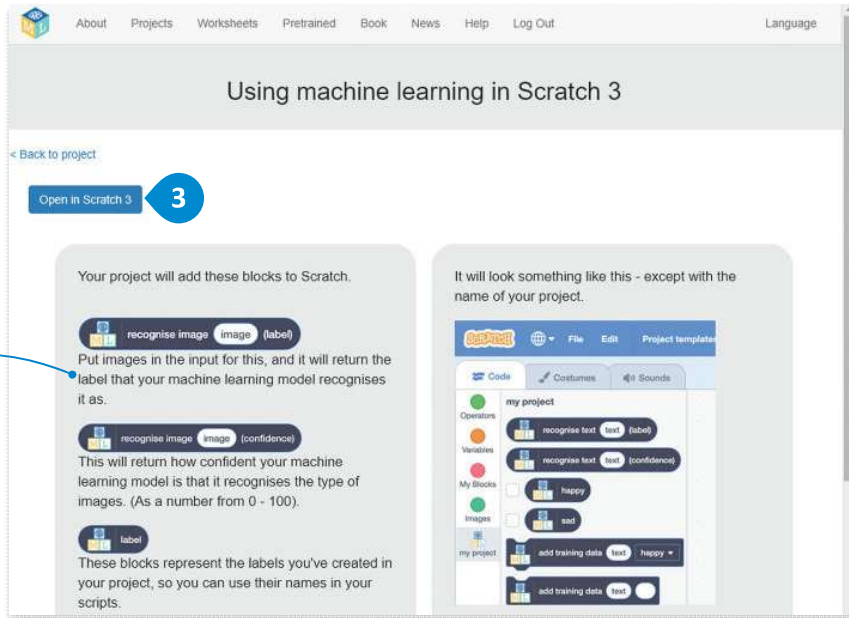 About Projects Worksheets Pretrained Book News Help Log Out Language
Using machine learning in Scratch 3
< Back to project
Open in Scratch 3
3
Your project will add these blocks to Scratch.
recognise image image (label)
Put images in the input for this, and it will return the
label that your machine learning model recognises
it as.
recognise image image (confidence)
This will return how confident your machine
learning model is that it recognises the type of
images. (As a number from 0 - 100).
label
These blocks represent the labels you've created in
your project, so you can use their names in your
scripts.
It will look something like this - except with the
name of your project.
SCRATCH File Edit Project templates
Code Costumes Sounds
my project
Operators
recognise text text (label)
Variables
recognise text text (confidence)
My Blocks
happy
Images
sad
my project
add training data text happy
add training data text